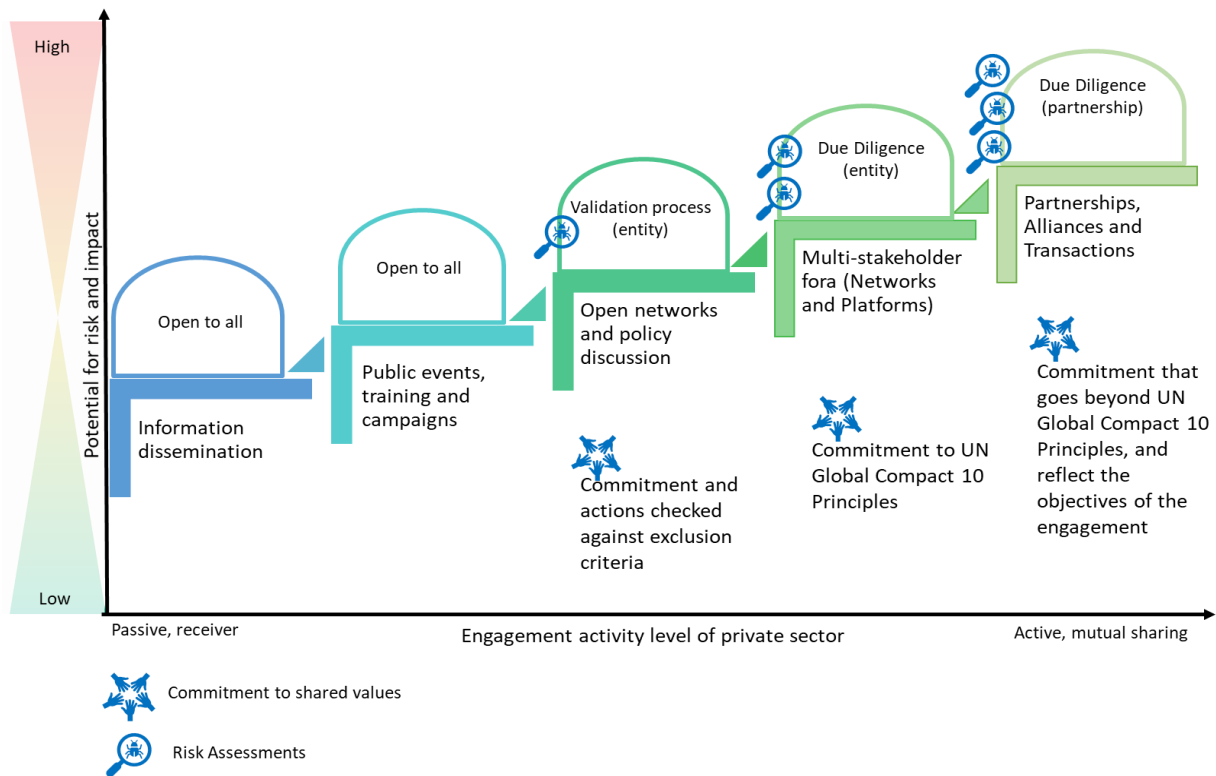 High
Potential for risk and impact
Low
Open to all
Information
dissemination
Open to all
Public events,
training and
campaigns
Validation process
(entity)
Open networks
and policy
discussion
Commitment and
actions checked
against exclusion
criteria
Due Diligence
(entity)
Multi-stakeholder
fora (Networks
and Platforms)
Commitment to UN
Global Compact 10
Principles
Due Diligence
(partnership)
Partnerships,
Alliances and
Transactions
Commitment that
goes beyond UN
Global Compact 10
Principles, and
reflect the
objectives of the
engagement
Passive, receiver
Engagement activity level of private sector
Active, mutual sharing
Commitment to shared values
Risk Assessments